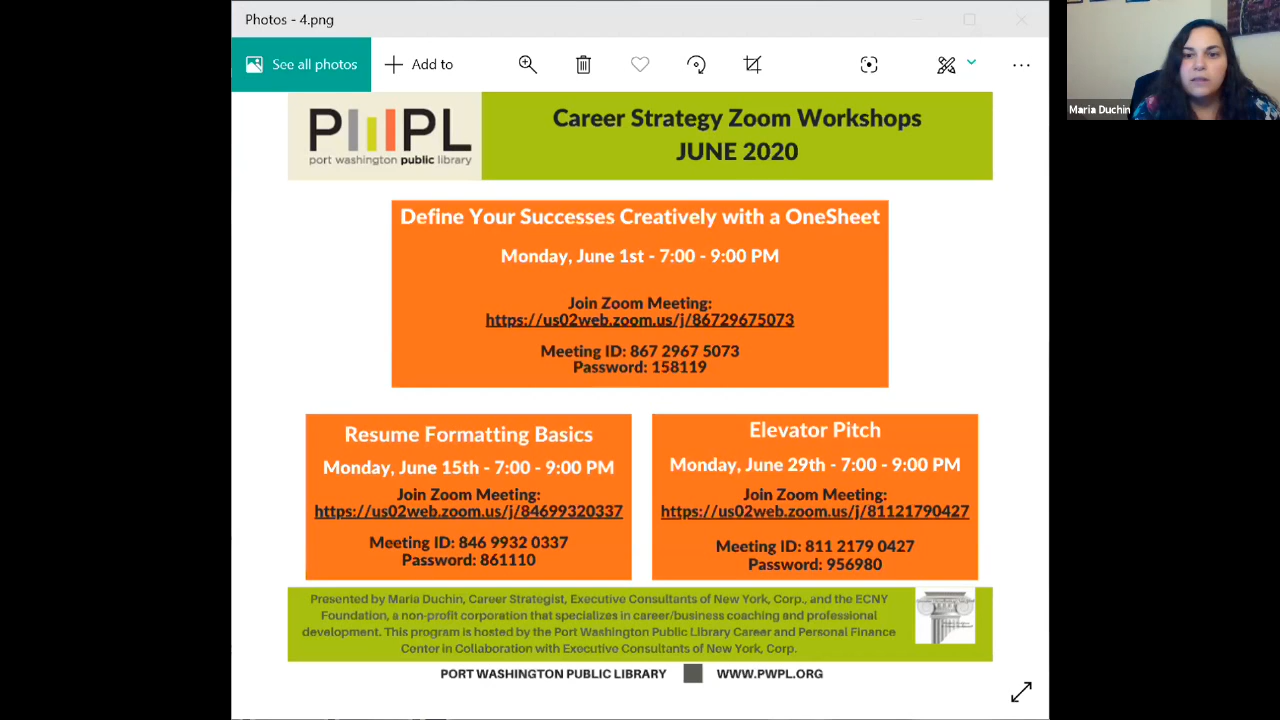 Photos - 4.png
See all photos
Add to
Maria Duchin
PWPL
port washington public library
Career Strategy Zoom Workshops
JUNE 2020
Define Your Successes Creatively with a OneSheet
Monday, June 1st - 7:00 - 9:00 PM
Join Zoom Meeting:
https://us02web.zoom.us/j/86729675073
Meeting ID: 867 2967 5073
Password: 158119
Resume Formatting Basics
Monday, June 15th - 7:00 - 9:00 PM
Join Zoom Meeting:
https://us02web.zoom.us/j/84699320337
Meeting ID: 846 9932 0337
Password: 861110
Elevator Pitch
Monday, June 29th - 7:00 - 9:00 PM
Join Zoom Meeting:
https://us02web.zoom.us/j/81121790427
Meeting ID: 811 2179 0427
Password: 956980
Presented by Maria Duchin, Career Strategist, Executive Consultants of New York, Corp., and the ECNY
Foundation, a non-profit corporation that specializes in career/business coaching and professional
development. This program is hosted by the Port Washington Public Library Career and Personal Finance
Center in Collaboration with Executive Consultants of New York, Corp.
PORT WASHINGTON PUBLIC LIBRARY
WWW.PWPL.ORG